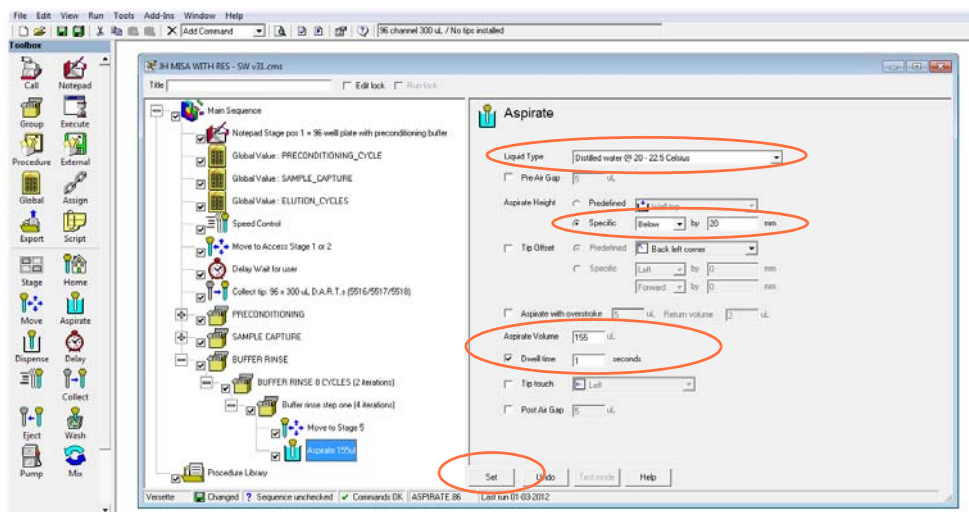 File Edit View Run Tools Add-Ins Window Help
Add Command 96 channel 300 uL / No tips installed
Toolbox
Call Notepad
Group Execute
Procedure External
Global Assign
Export Script
Stage Home
Move Aspirate
Dispense Delay
Collect
Eject Wash
Pump Mix
JH MISA WITH RES - SW v31.cms
Title Edit lock Run lock
Main Sequence
Notepad Stage pos 1 = 96 well plate with preconditioning buffer
Global Value : PRECONDITIONING_CYCLE
Global Value : SAMPLE_CAPTURE
Global Value : ELUTION_CYCLES
Speed Control
Move to Access Stage 1 or 2
Delay Wait for user
Collect tip: 96 x 300 uL D.A.R.T.s (5516/5517/5518)
PRECONDITIONING
SAMPLE CAPTURE
BUFFER RINSE
BUFFER RINSE 8 CYCLES (2 iterations)
Buffer rinse step one (4 iterations)
Move to Stage 5
Aspirate 155ul
Procedure Library
Aspirate
Liquid Type Distilled water @ 20 - 22.5 Celsius
Pre Air Gap 5 uL
Aspirate Height Predefined Well top
Specific Below by 20 mm
Tip Offset Predefined Back left corner
Specific Left by 0 mm
Forward by 0 mm
Aspirate with overstroke 5 uL Return volume 2 uL
Aspirate Volume 155 uL
Dwell time 1 seconds
Tip touch Left
Post Air Gap 5 uL
Set Undo Test mode Help
Versette Changed ? Sequence unchecked Commands OK ASPIRATE.86 Last run 01-03-2012